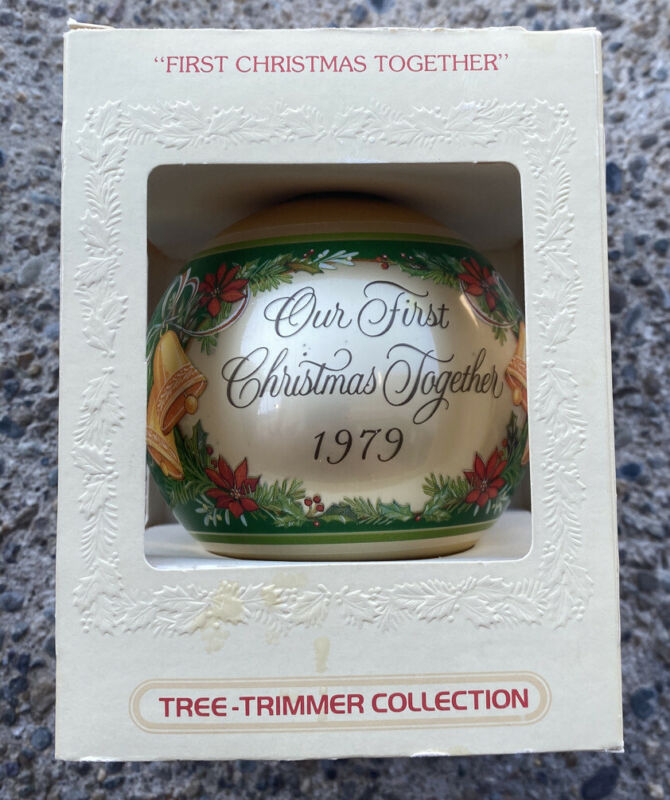 "FIRST CHRISTMAS TOGETHER"
Our First
Christmas Together
1979
TREE-TRIMMER COLLECTION